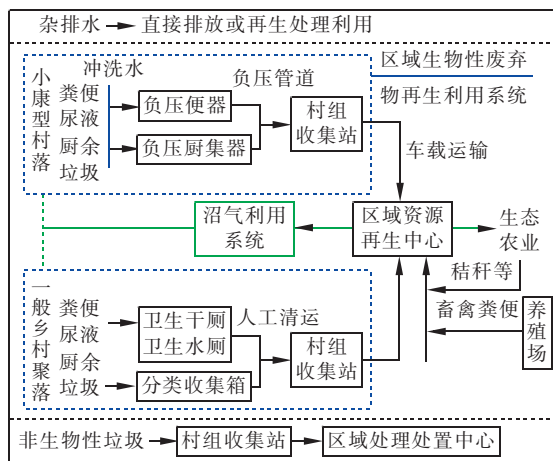 杂排水
直接排放或再生处理利用
小康型村落
冲洗水
粪便
尿液
厨余
垃圾
负压便器
负压厨集器
负压管道
村组
收集站
区域生物性废弃
物再生利用系统
车载运输
沼气利用
系统
区域资源
再生中心
生态
农业
秸秆等
畜禽粪便
养殖场
一般乡村聚落
粪便
尿液
厨余
垃圾
卫生干厕
卫生水厕
分类收集箱
人工清运
村组
收集站
非生物性垃圾
村组收集站
区域处理处置中心